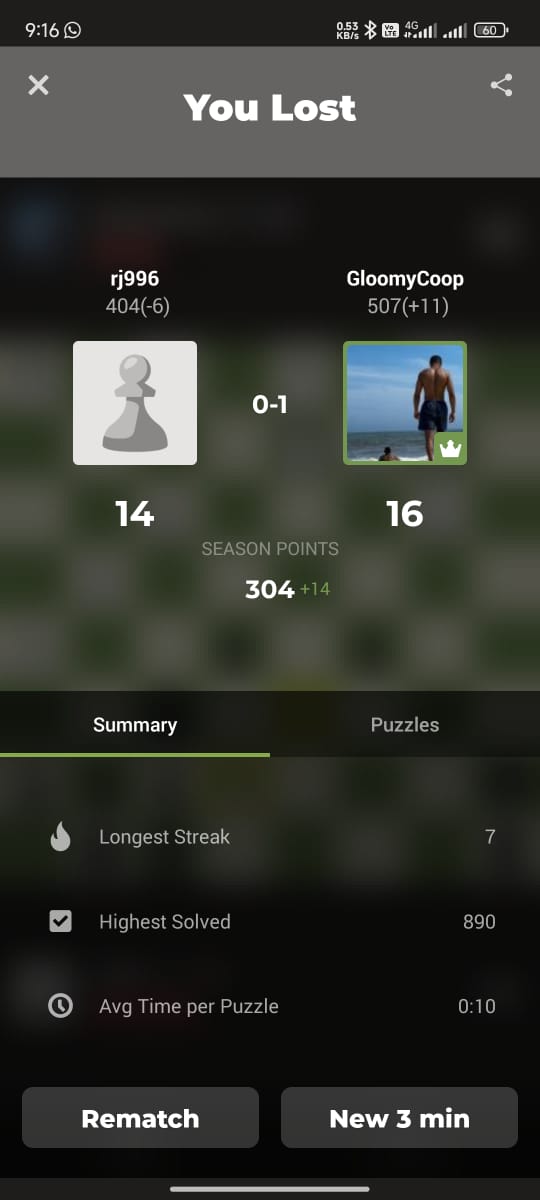 9:16
0.53 KB/s Vo LTE 4G 60
You Lost
rj996 GloomyCoop
404(-6) 507(+11)
0-1
14 16
SEASON POINTS
304 +14
Summary Puzzles
Longest Streak 7
Highest Solved 890
Avg Time per Puzzle 0:10
Rematch New 3 min